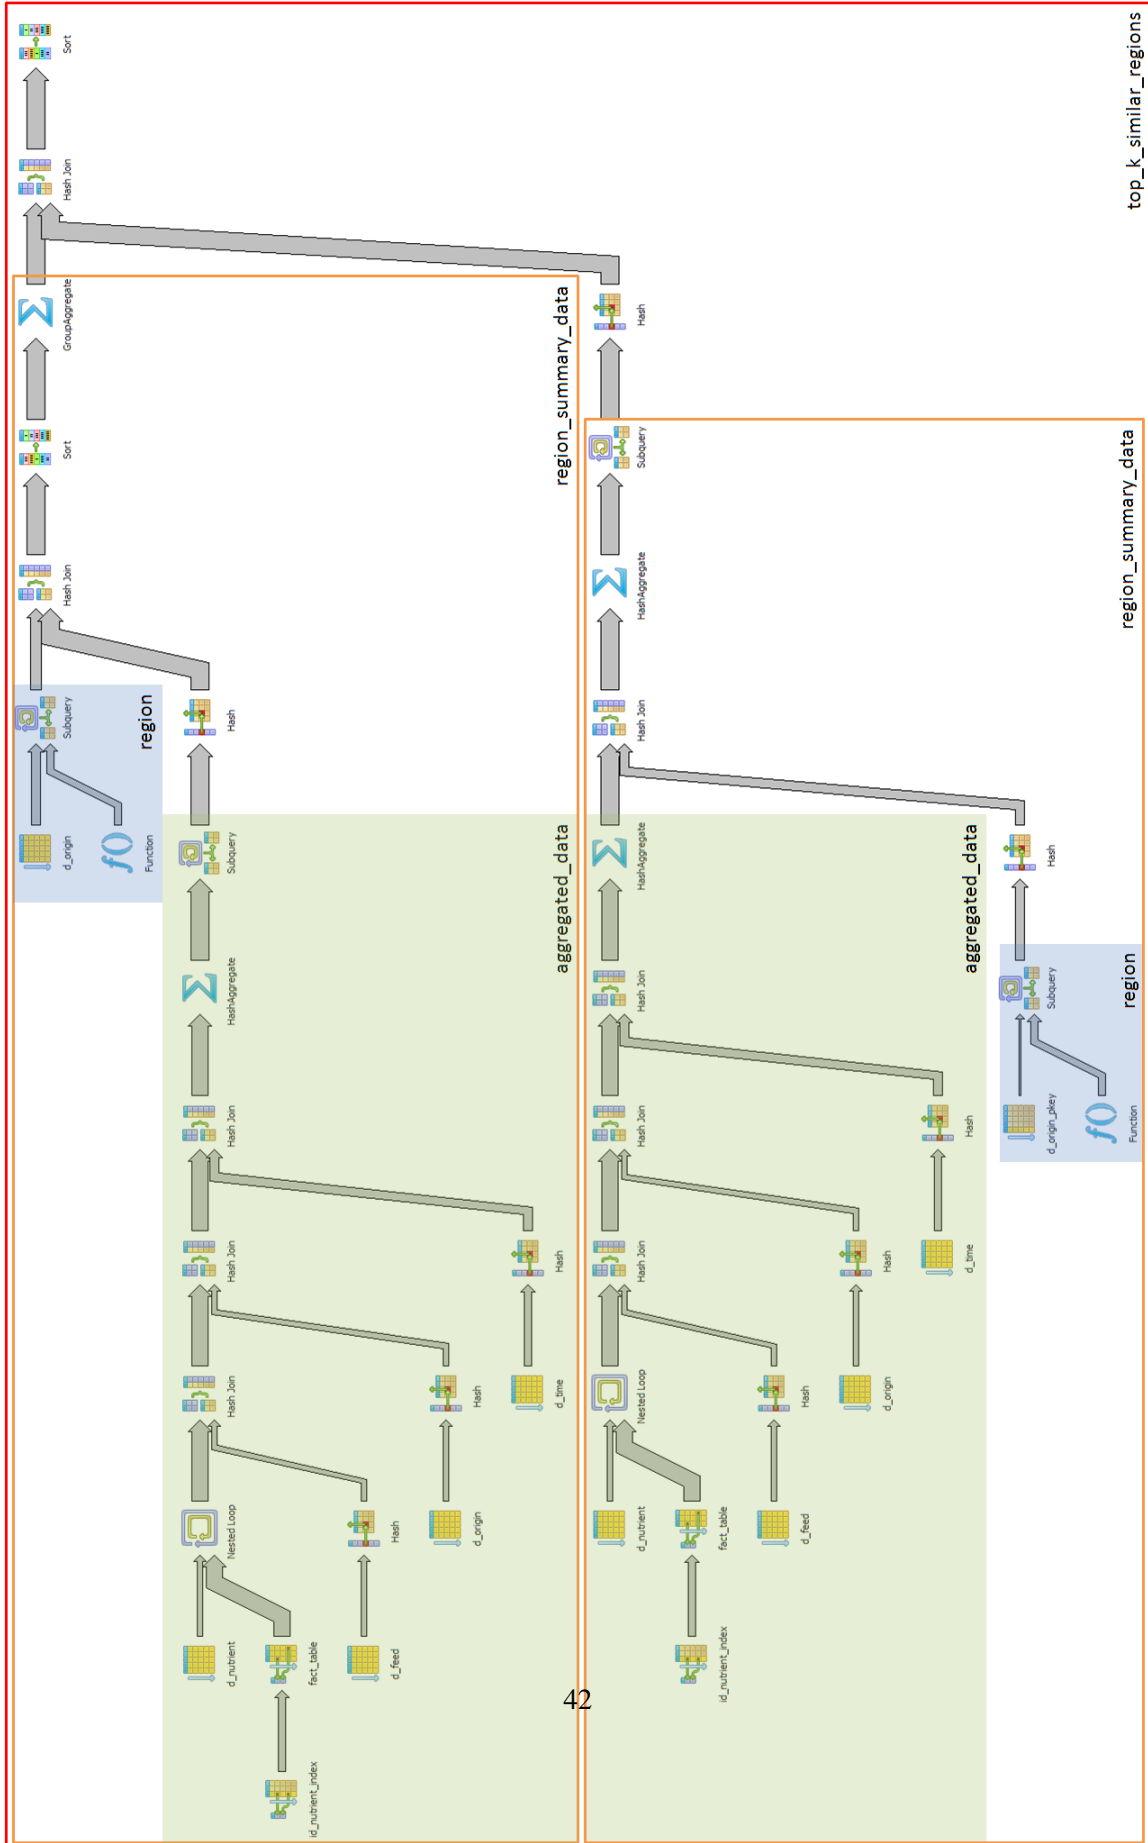 top_k_similar_regions
Sort
Hash Join
region_summary_data
GroupAggregate
Sort
Hash Join
region
Subquery
d_origin
Function
Hash
aggregated_data
Subquery
HashAggregate
Hash Join
Hash Join
Hash Join
Nested Loop
d_nutrient
fact_table
id_nutrient_index
Hash
d_feed
Hash
d_origin
Hash
d_time
Hash
region_summary_data
Subquery
HashAggregate
Hash Join
aggregated_data
HashAggregate
Hash Join
Hash Join
Hash Join
Nested Loop
d_nutrient
fact_table
id_nutrient_index
Hash
d_feed
Hash
d_origin
Hash
d_time
Hash
region
Subquery
d_origin_pkey
Function
f()
f()
42